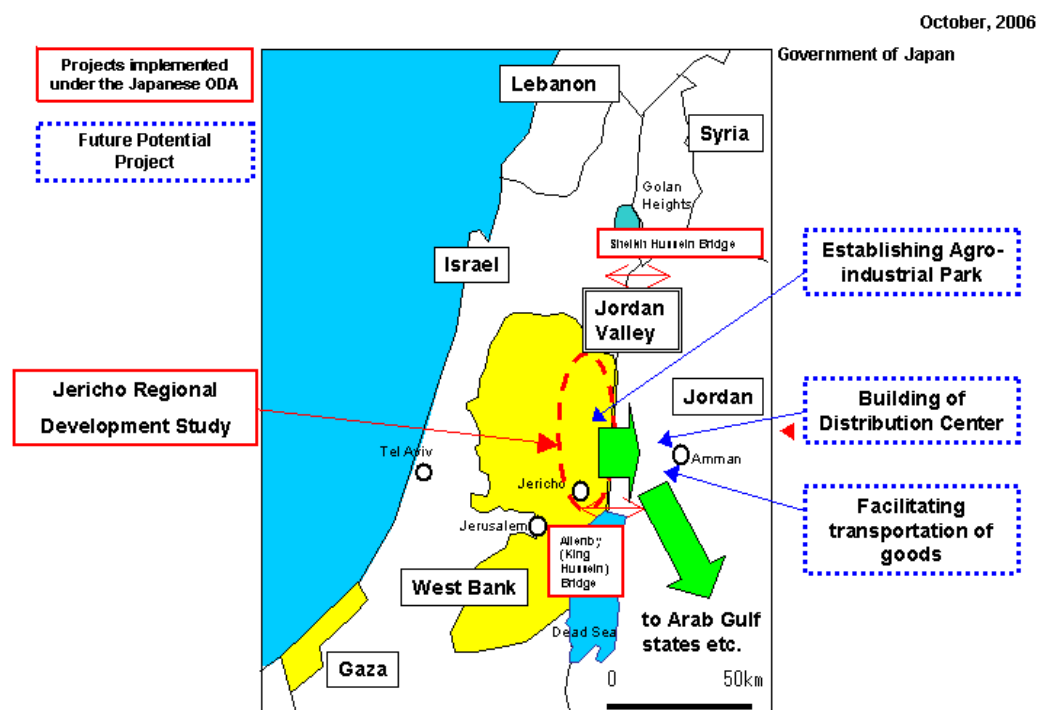 October, 2006
Government of Japan
Projects implemented
under the Japanese ODA
Future Potential
Project
Lebanon
Syria
Golan
Heights
Sheikh Hussein Bridge
Israel
Establishing Agro-
industrial Park
Jordan
Valley
Jericho Regional
Development Study
Jordan
Building of
Distribution Center
Tel Aviv
Amman
Jericho
Facilitating
transportation of
goods
Jerusalem
Allenby
(King
Hussein)
Bridge
West Bank
to Arab Gulf
states etc.
Dead Sea
Gaza
0 50km